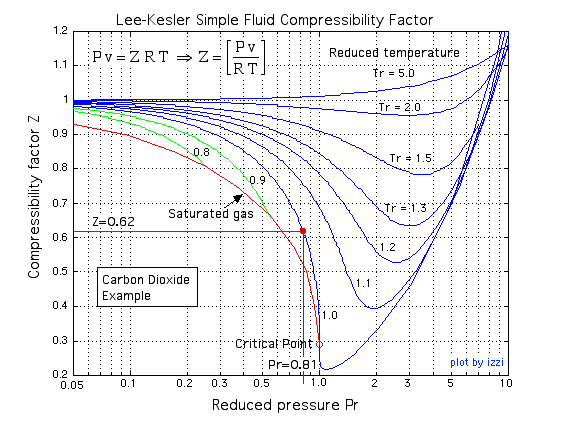 Lee-Kesler Simple Fluid Compressibility Factor
1.2
1.1
1
0.9
0.8
0.7
0.6
0.5
0.4
0.3
0.2
Compressibility factor Z
Pv = Z R T ⇒ Z = [Pv / RT]
Reduced temperature
Tr = 5.0
Tr = 2.0
Tr = 1.5
Tr = 1.3
1.2
1.1
1.0
0.8
0.9
Saturated gas
Z=0.62
Carbon Dioxide
Example
Critical Point
Pr=0.81
plot by izzi
0.05 0.1 0.2 0.3 0.5 1.0 2 3 5 10
Reduced pressure Pr